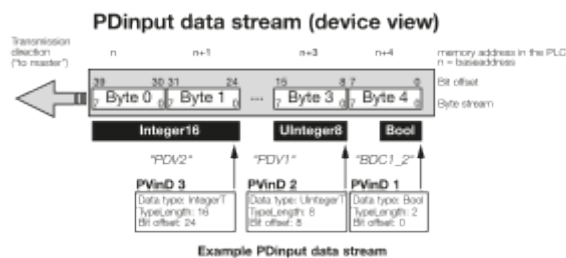 PDinput data stream (device view)
Transmission direction ("to master")
n n+1 n+3 n+4
memory address in the PLC
n = baseaddress
39 30 31 24 15 8 7 0
Bit offset
7 Byte 0 0 7 Byte 1 0 ... 7 Byte 3 0 7 Byte 4 0
Byte stream
Integer16 UInteger8 Bool
"PDV2" "PDV1" "BDC1_2"
PVinD 3 PVinD 2 PVinD 1
Data type: IntegerT
TypeLength: 16
Bit offset: 24
Data type: UIntegerT
TypeLength: 8
Bit offset: 8
Data type: Bool
TypeLength: 2
Bit offset: 0
Example PDinput data stream